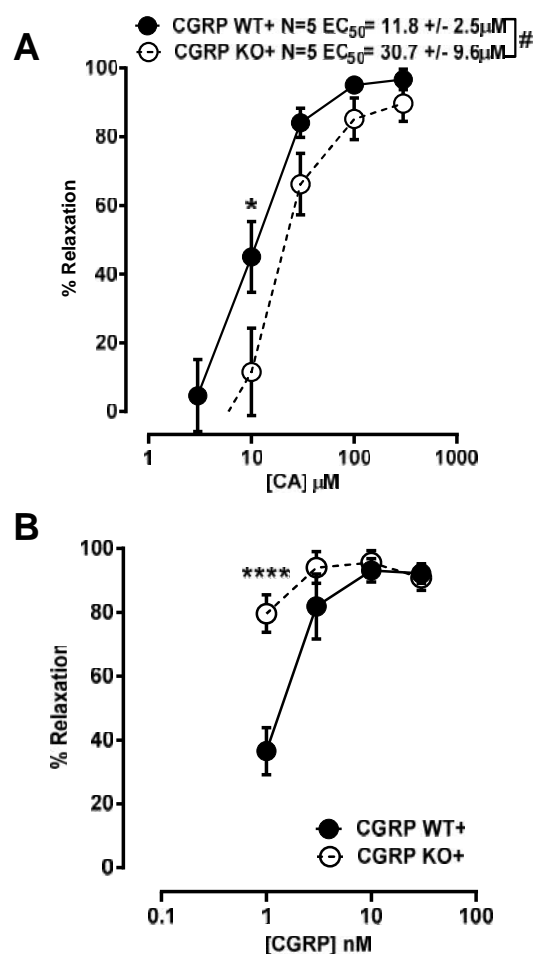 A
CGRP WT+ N=5 EC50= 11.8 +/- 2.5μM
CGRP KO+ N=5 EC50= 30.7 +/- 9.6μM
#
100
80
60
40
20
0
% Relaxation
*
1 10 100 1000
[CA] μM
B
100
80
60
40
20
0
% Relaxation
****
CGRP WT+
CGRP KO+
0.1 1 10 100
[CGRP] nM